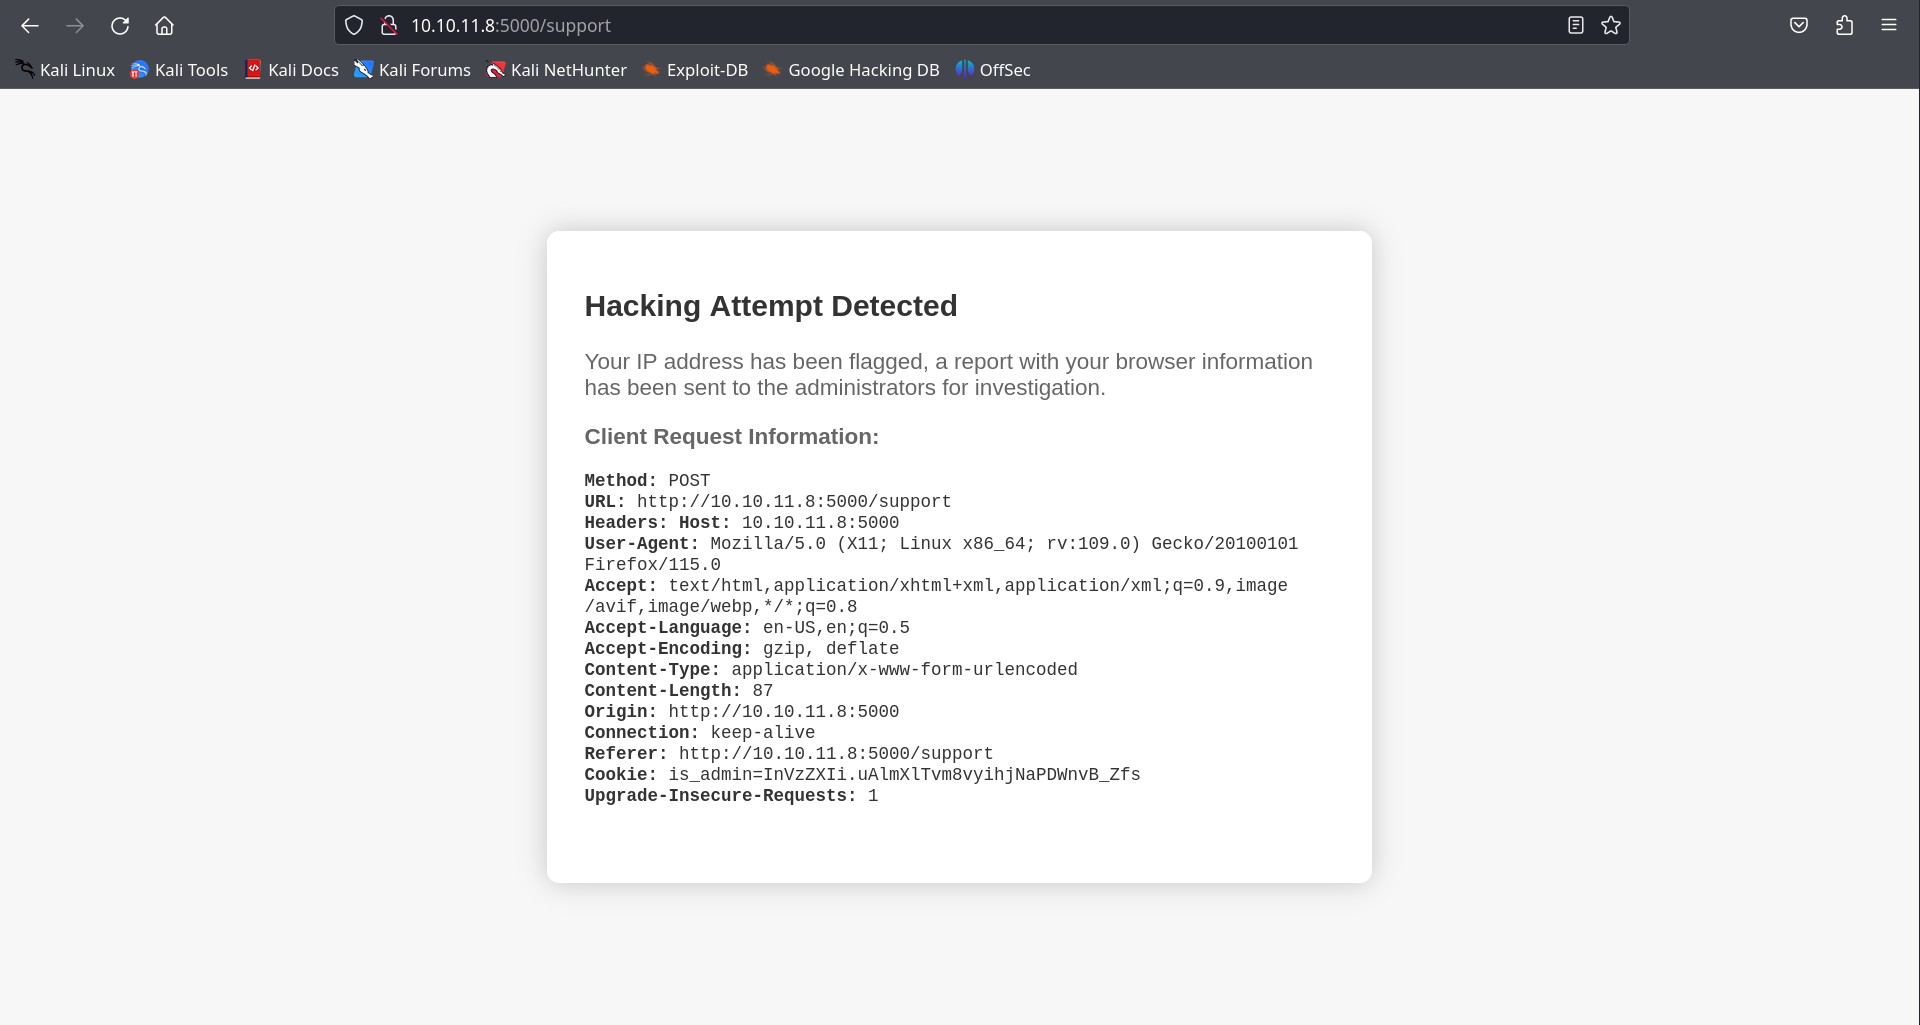 10.10.11.8:5000/support
Kali Linux Kali Tools Kali Docs Kali Forums Kali NetHunter Exploit-DB Google Hacking DB OffSec
Hacking Attempt Detected
Your IP address has been flagged, a report with your browser information
has been sent to the administrators for investigation.
Client Request Information:
Method: POST
URL: http://10.10.11.8:5000/support
Headers: Host: 10.10.11.8:5000
User-Agent: Mozilla/5.0 (X11; Linux x86_64; rv:109.0) Gecko/20100101
Firefox/115.0
Accept: text/html,application/xhtml+xml,application/xml;q=0.9,image
/avif,image/webp,*/*;q=0.8
Accept-Language: en-US,en;q=0.5
Accept-Encoding: gzip, deflate
Content-Type: application/x-www-form-urlencoded
Content-Length: 87
Origin: http://10.10.11.8:5000
Connection: keep-alive
Referer: http://10.10.11.8:5000/support
Cookie: is_admin=InVzZXIi.uAlmXlTvm8vyihjNaPDWnvB_Zfs
Upgrade-Insecure-Requests: 1